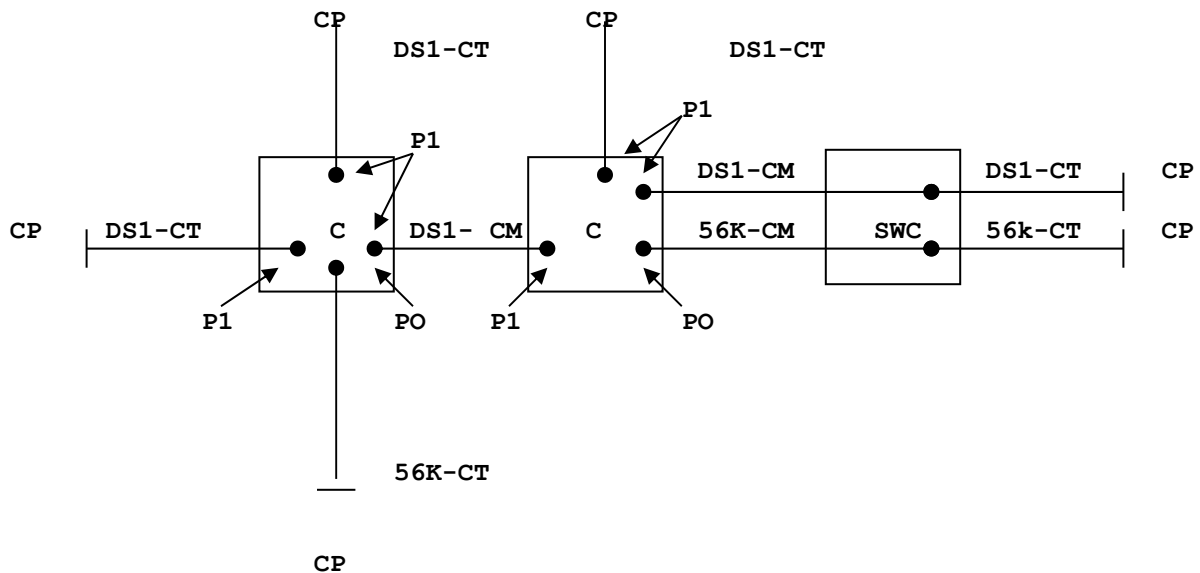 CP CP
DS1-CT DS1-CT
P1
P1
DS1-CM DS1-CT CP
CP DS1-CT C DS1- CM C 56K-CM SWC 56k-CT CP
P1 PO P1 PO
56K-CT
CP